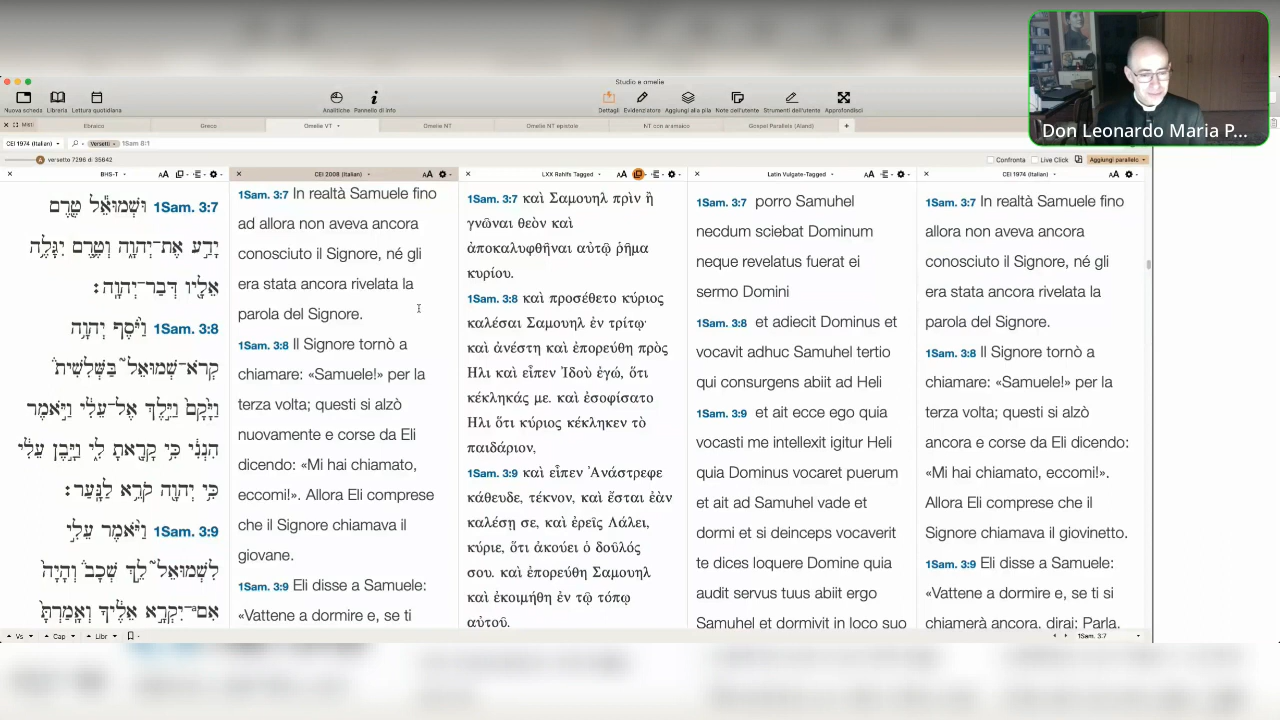 Don Leonardo Maria P...
Studio e omelie
Nuova scheda
Libreria
Lettura quotidiana
Analitiche
Pannello di info
Dettagli
Evidenziatore
Aggiungi alla pila
Note dell'utente
Strumenti dell'utente
Approfondisci
Ebraico
Greco
Omelie VT
Omelie NT
Omelie NT epistole
NT con aramaico
Gospel Parallels (Aland)
CEI 1974 (Italian)
Versetti
1Sam 8:1
versetto 7296 di 35642
Confronta
Live Click
Aggiungi parallelo
BHS-T
1Sam. 3:7 וּשְׁמוּאֵ֕ל טֶ֖רֶם
יָדַ֣ע אֶת־יְהוָ֑ה וְטֶ֛רֶם יִגָּלֶ֥ה
אֵלָ֖יו דְּבַר־יְהוָֽה׃
1Sam. 3:8 וַיֹּ֨סֶף יְהוָ֥ה
קְרֹא־שְׁמוּאֵל֮ בַּשְּׁלִשִׁית֒
וַיָּ֙קָם֙ וַיֵּ֣לֶךְ אֶל־עֵלִ֔י וַיֹּ֣אמֶר
הִנְנִ֔י כִּ֥י קָרָ֖אתָ לִ֑י וַיָּ֣בֶן עֵלִ֔י
כִּ֥י יְהוָ֖ה קֹרֵ֥א לַנָּֽעַר׃
1Sam. 3:9 וַיֹּ֨אמֶר עֵלִ֣י
לִשְׁמוּאֵל֮ לֵ֣ךְ שְׁכָב֒ וְהָיָה֙
אִם־יִקְרָ֣א אֵלֶ֔יךָ וְאָֽמַרְתָּ֙
CEI 2008 (Italian)
1Sam. 3:7 In realtà Samuele fino
ad allora non aveva ancora
conosciuto il Signore, né gli
era stata ancora rivelata la
parola del Signore.
1Sam. 3:8 Il Signore tornò a
chiamare: «Samuele!» per la
terza volta; questi si alzò
nuovamente e corse da Eli
dicendo: «Mi hai chiamato,
eccomi!». Allora Eli comprese
che il Signore chiamava il
giovane.
1Sam. 3:9 Eli disse a Samuele:
«Vattene a dormire e, se ti
LXX Rahlfs Tagged
1Sam. 3:7 καὶ Σαμουηλ πρὶν ἢ
γνῶναι θεὸν καὶ
ἀποκαλυφθῆναι αὐτῷ ῥῆμα
κυρίου.
1Sam. 3:8 καὶ προσέθετο κύριος
καλέσαι Σαμουηλ ἐν τρίτῳ·
καὶ ἀνέστη καὶ ἐπορεύθη πρὸς
Ηλι καὶ εἶπεν Ἰδοὺ ἐγώ, ὅτι
κέκληκάς με. καὶ ἐσοφίσατο
Ηλι ὅτι κύριος κέκληκεν τὸ
παιδάριον,
1Sam. 3:9 καὶ εἶπεν Ἀνάστρεφε
κάθευδε, τέκνον, καὶ ἔσται ἐὰν
καλέσῃ σε, καὶ ἐρεῖς Λάλει,
κύριε, ὅτι ἀκούει ὁ δοῦλός
σου. καὶ ἐπορεύθη Σαμουηλ
καὶ ἐκοιμήθη ἐν τῷ τόπῳ
αὐτοῦ.
Latin Vulgate-Tagged
1Sam. 3:7 porro Samuhel
necdum sciebat Dominum
neque revelatus fuerat ei
sermo Domini
1Sam. 3:8 et adiecit Dominus et
vocavit adhuc Samuhel tertio
qui consurgens abiit ad Heli
1Sam. 3:9 et ait ecce ego quia
vocasti me intellexit igitur Heli
quia Dominus vocaret puerum
et ait ad Samuhel vade et
dormi et si deinceps vocaverit
te dices loquere Domine quia
audit servus tuus abiit ergo
Samuhel et dormivit in loco suo
CEI 1974 (Italian)
1Sam. 3:7 In realtà Samuele fino
allora non aveva ancora
conosciuto il Signore, né gli
era stata ancora rivelata la
parola del Signore.
1Sam. 3:8 Il Signore tornò a
chiamare: «Samuele!» per la
terza volta; questi si alzò
ancora e corse da Eli dicendo:
«Mi hai chiamato, eccomi!».
Allora Eli comprese che il
Signore chiamava il giovinetto.
1Sam. 3:9 Eli disse a Samuele:
«Vattene a dormire e, se ti si
chiamerà ancora, dirai: Parla,
Vs
Cap
Libr
1Sam. 3:7